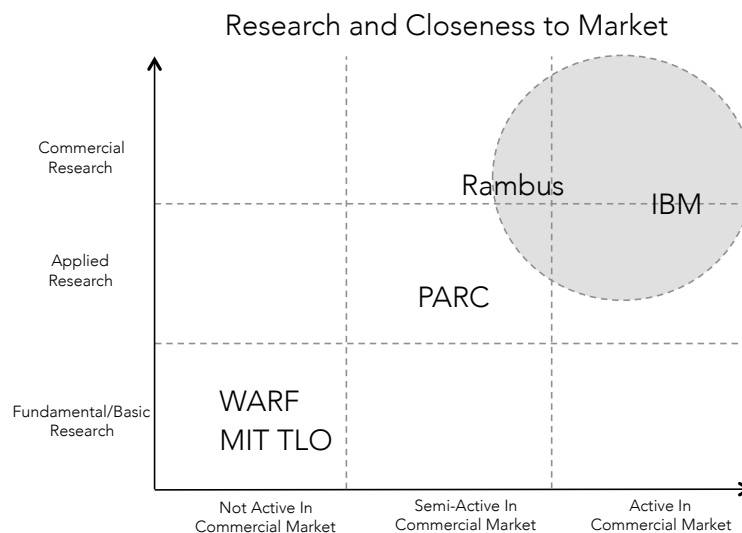 Research and Closeness to Market
Commercial
Research
Rambus
IBM
Applied
Research
PARC
Fundamental/Basic
Research
WARF
MIT TLO
Not Active In
Commercial Market
Semi-Active In
Commercial Market
Active In
Commercial Market